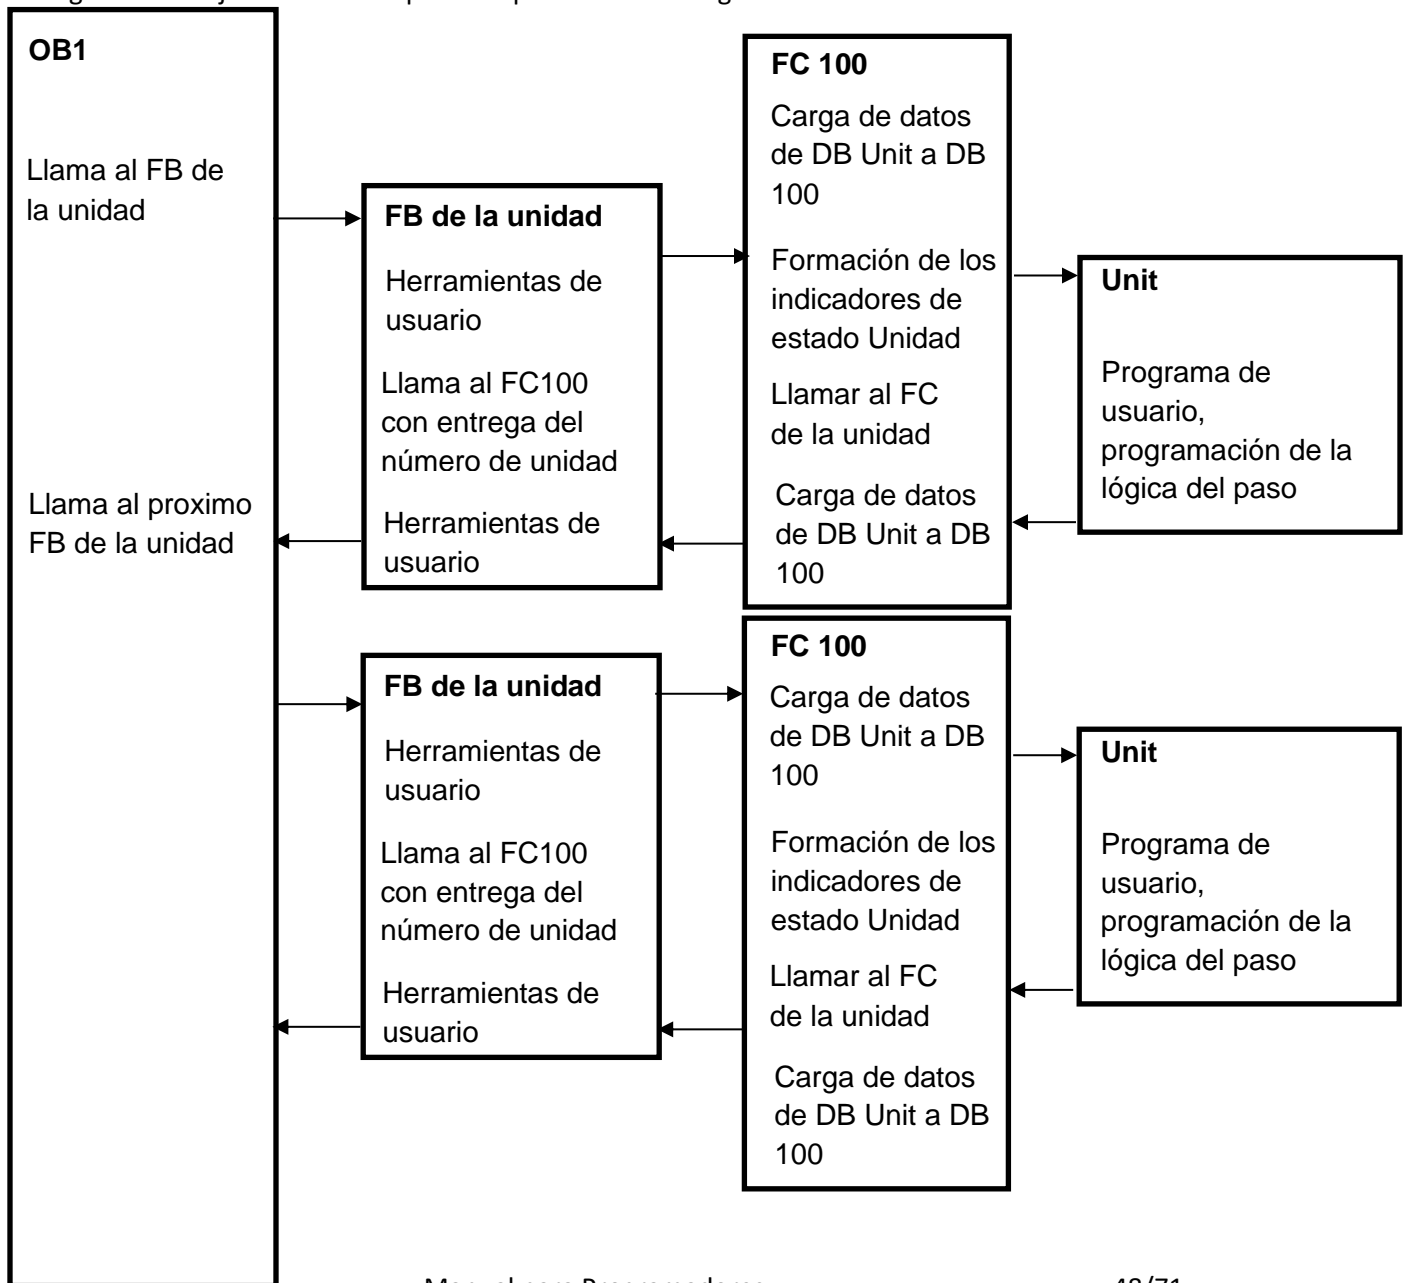 OB1
Llama al FB de
la unidad
Llama al proximo
FB de la unidad
FB de la unidad
Herramientas de
usuario
Llama al FC100
con entrega del
número de unidad
Herramientas de
usuario
FC 100
Carga de datos
de DB Unit a DB
100
Formación de los
indicadores de
estado Unidad
Llamar al FC
de la unidad
Carga de datos
de DB Unit a DB
100
Unit
Programa de
usuario,
programación de la
lógica del paso
FB de la unidad
Herramientas de
usuario
Llama al FC100
con entrega del
número de unidad
Herramientas de
usuario
FC 100
Carga de datos
de DB Unit a DB
100
Formación de los
indicadores de
estado Unidad
Llamar al FC
de la unidad
Carga de datos
de DB Unit a DB
100
Unit
Programa de
usuario,
programación de la
lógica del paso
Manual para Programadores 48/71